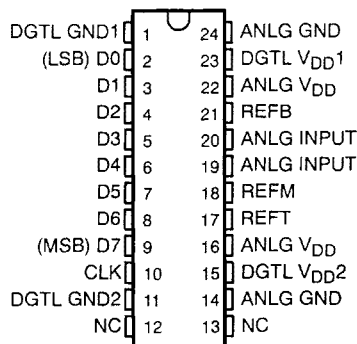 DGTL GND1 1 24 ANLG GND
(LSB) D0 2 23 DGTL VDD1
D1 3 22 ANLG VDD
D2 4 21 REFB
D3 5 20 ANLG INPUT
D4 6 19 ANLG INPUT
D5 7 18 REFM
D6 8 17 REFT
(MSB) D7 9 16 ANLG VDD
CLK 10 15 DGTL VDD2
DGTL GND2 11 14 ANLG GND
NC 12 13 NC